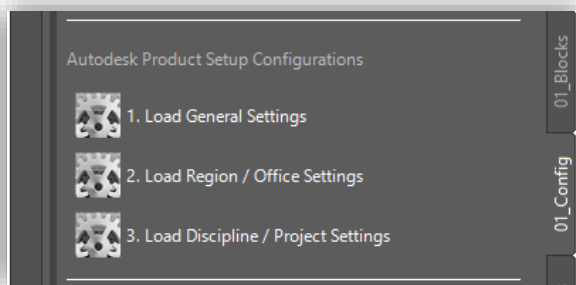 Autodesk Product Setup Configurations
1. Load General Settings
2. Load Region / Office Settings
3. Load Discipline / Project Settings
01_Blocks
01_Config